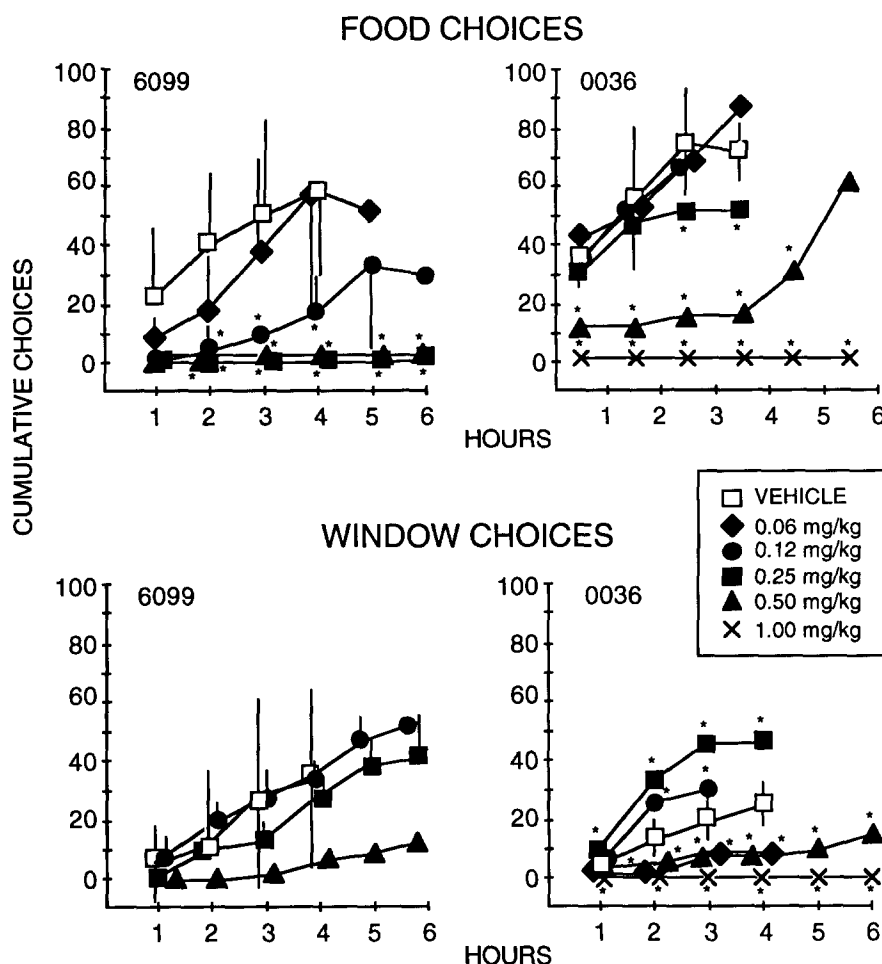 FOOD CHOICES
6099
100
80
60
40
20
0
1 2 3 4 5 6
0036
100
80
60
40
20
0
1 2 3 4 5 6
HOURS
CUMULATIVE CHOICES
VEHICLE
0.06 mg/kg
0.12 mg/kg
0.25 mg/kg
0.50 mg/kg
1.00 mg/kg
WINDOW CHOICES
6099
100
80
60
40
20
0
1 2 3 4 5 6
0036
100
80
60
40
20
0
1 2 3 4 5 6
HOURS